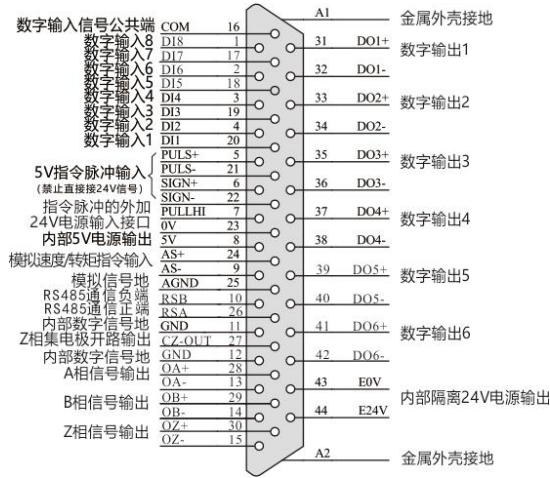 A1 金属外壳接地
数字输入信号公共端 COM 16
数字输入8 DI8 1
数字输入7 DI7 17
数字输入6 DI6 2
数字输入5 DI5 18
数字输入4 DI4 3
数字输入3 DI3 19
数字输入2 DI2 4
数字输入1 DI1 20
5V指令脉冲输入
(禁止直接接24V信号)
PULS+ 5
PULS- 21
SIGN+ 6
SIGN- 22
指令脉冲的外加
24V电源输入接口
PULLHI 7
0V 23
内部5V电源输出 5V 8
模拟速度/转矩指令输入 AS+ 24
AS- 9
模拟信号地 AGND 25
RS485通信负端 RSB 10
RS485通信正端 RSA 26
内部数字信号地 GND 11
Z相集电极开路输出 CZ-OUT 27
内部数字信号地 GND 12
A相信号输出 OA+ 28
OA- 13
B相信号输出 OB+ 29
OB- 14
Z相信号输出 OZ+ 30
OZ- 15
31 DO1+ 数字输出1
32 DO1-
33 DO2+ 数字输出2
34 DO2-
35 DO3+ 数字输出3
36 DO3-
37 DO4+ 数字输出4
38 DO4-
39 DO5+ 数字输出5
40 DO5-
41 DO6+ 数字输出6
42 DO6-
43 E0V 内部隔离24V电源输出
44 E24V
A2 金属外壳接地